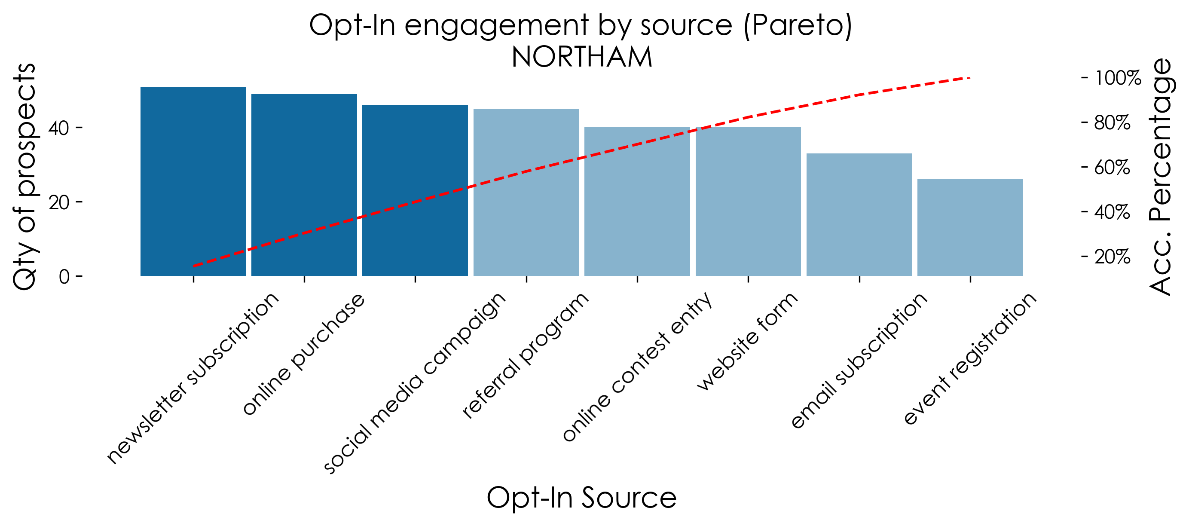 Opt-In engagement by source (Pareto)
NORTHAM
Qty of prospects
40
20
0
100%
80%
60%
40%
20%
Acc. Percentage
newsletter subscription
online purchase
social media campaign
referral program
online contest entry
website form
email subscription
event registration
Opt-In Source